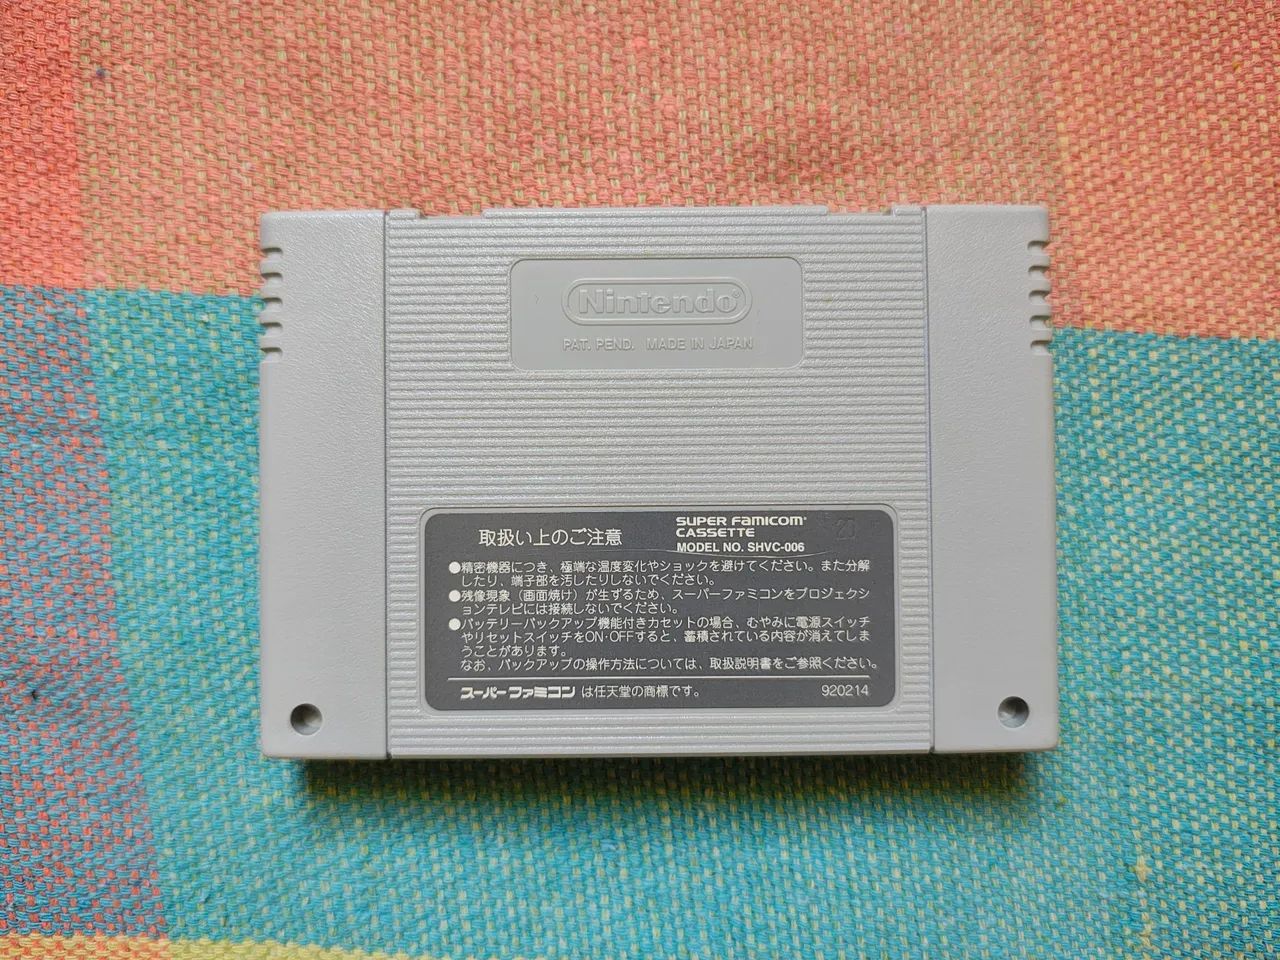 Nintendo®
PAT. PEND. MADE IN JAPAN
取扱い上のご注意
SUPER FAMICOM®
CASSETTE
MODEL NO. SHVC-006
●精密機器につき、極端な温度変化やショックを避けてください。また分解
したり、端子部を汚したりしないでください。
●残像現象（画面焼け）が生ずるため、スーパーファミコンをプロジェクシ
ョンテレビには接続しないでください。
●バッテリーバックアップ機能付きカセットの場合、むやみに電源スイッチ
やリセットスイッチをON・OFFすると、蓄積されている内容が消えてしま
うことがあります。
なお、バックアップの操作方法については、取扱説明書をご参照ください。
スーパーファミコン は任天堂の商標です。
920214